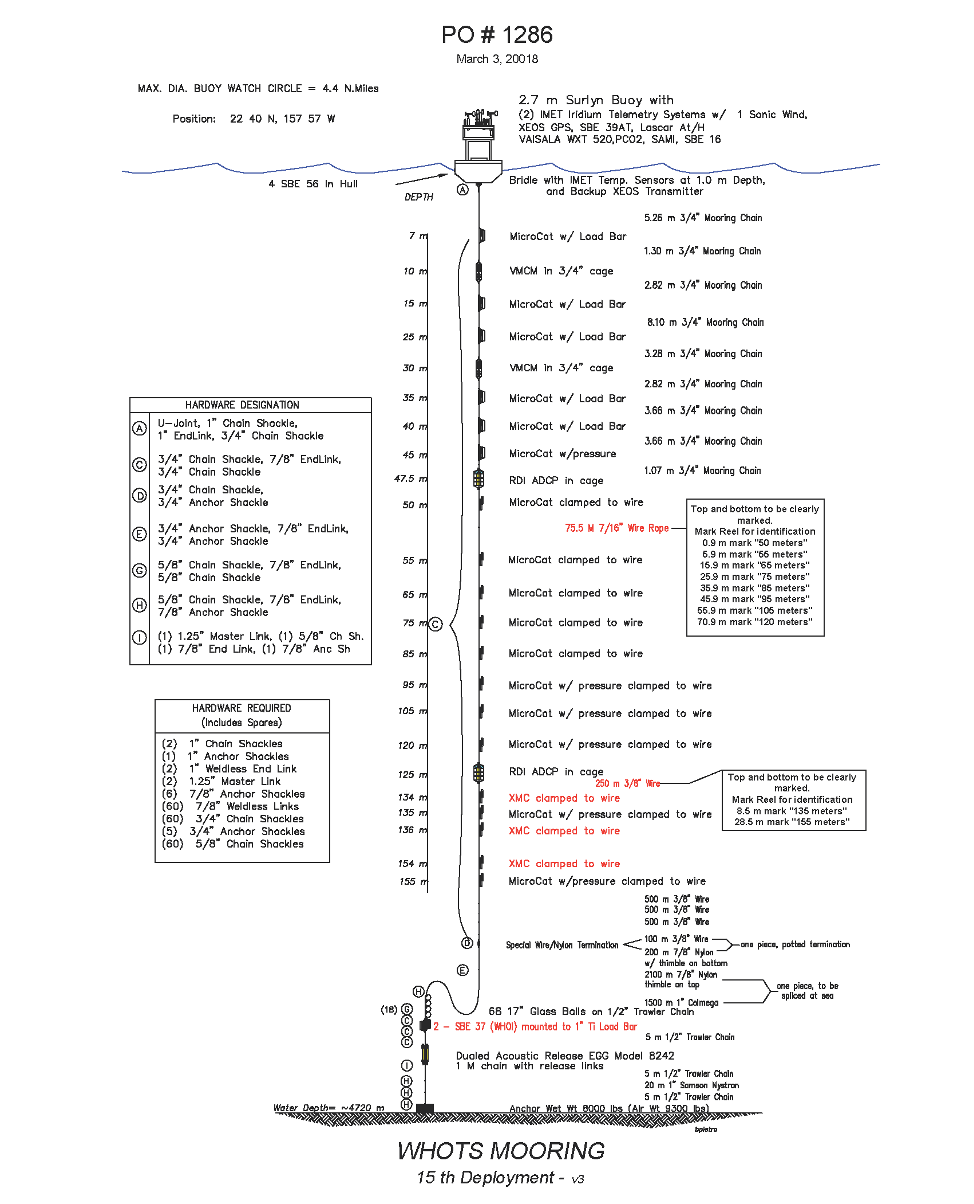 PO # 1286
March 3, 20018
MAX. DIA. BUOY WATCH CIRCLE = 4.4 N.Miles
Position: 22 40 N, 157 57 W
2.7 m Surlyn Buoy with
(2) IMET Iridium Telemetry Systems w/ 1 Sonic Wind,
XEOS GPS, SBE 39AT, Lascar At/H
VAISALA WXT 520,PCO2, SAMI, SBE 16
4 SBE 56 in Hull
A
Bridle with IMET Temp. Sensors at 1.0 m Depth,
and Backup XEOS Transmitter
DEPTH
5.26 m 3/4" Mooring Chain
7 m
MicroCat w/ Load Bar
1.30 m 3/4" Mooring Chain
10 m
VMCM in 3/4" cage
2.82 m 3/4" Mooring Chain
15 m
MicroCat w/ Load Bar
8.10 m 3/4" Mooring Chain
25 m
MicroCat w/ Load Bar
3.28 m 3/4" Mooring Chain
30 m
VMCM in 3/4" cage
2.82 m 3/4" Mooring Chain
35 m
MicroCat w/ Load Bar
3.66 m 3/4" Mooring Chain
40 m
MicroCat w/ Load Bar
3.66 m 3/4" Mooring Chain
45 m
MicroCat w/pressure
1.07 m 3/4" Mooring Chain
47.5 m
RDI ADCP in cage
50 m
MicroCat clamped to wire
75.5 M 7/16" Wire Rope
Top and bottom to be clearly
marked.
Mark Reel for identification
0.9 m mark "50 meters"
5.9 m mark "55 meters"
15.9 m mark "65 meters"
25.9 m mark "75 meters"
35.9 m mark "85 meters"
45.9 m mark "95 meters"
55.9 m mark "105 meters"
70.9 m mark "120 meters"
55 m
MicroCat clamped to wire
65 m
MicroCat clamped to wire
75 m
C
MicroCat clamped to wire
85 m
MicroCat clamped to wire
95 m
MicroCat w/ pressure clamped to wire
105 m
MicroCat w/ pressure clamped to wire
120 m
MicroCat w/ pressure clamped to wire
125 m
RDI ADCP in cage
250 m 3/8" Wire
Top and bottom to be clearly
marked.
Mark Reel for identification
8.5 m mark "135 meters"
28.5 m mark "155 meters"
134 m
XMC clamped to wire
135 m
MicroCat w/ pressure clamped to wire
136 m
XMC clamped to wire
154 m
XMC clamped to wire
155 m
MicroCat w/pressure clamped to wire
HARDWARE DESIGNATION
A U-Joint, 1" Chain Shackle,
1" EndLink, 3/4" Chain Shackle
C 3/4" Chain Shackle, 7/8" EndLink,
3/4" Chain Shackle
D 3/4" Chain Shackle,
3/4" Anchor Shackle
E 3/4" Anchor Shackle, 7/8" EndLink,
3/4" Anchor Shackle
G 5/8" Chain Shackle, 7/8" EndLink,
5/8" Chain Shackle
H 5/8" Chain Shackle, 7/8" EndLink,
7/8" Anchor Shackle
I (1) 1.25" Master Link, (1) 5/8" Ch Sh.
(1) 7/8" End Link, (1) 7/8" Anc Sh
HARDWARE REQUIRED
(Includes Spares)
(2) 1" Chain Shackles
(1) 1" Anchor Shackles
(2) 1" Weldless End Link
(2) 1.25" Master Link
(6) 7/8" Anchor Shackles
(60) 7/8" Weldless Links
(60) 3/4" Chain Shackles
(5) 3/4" Anchor Shackles
(60) 5/8" Chain Shackles
500 m 3/8" Wire
500 m 3/8" Wire
500 m 3/8" Wire
D
Special Wire/Nylon Termination
100 m 3/8" Wire
200 m 7/8" Nylon
one piece, potted termination
w/ thimble on bottom
E
2100 m 7/8" Nylon
thimble on top
one piece, to be
spliced at sea
H
1500 m 1" Colmega
(16) G
68 17" Glass Balls on 1/2" Trawler Chain
C
2 - SBE 37 (WHOI) mounted to 1" Ti Load Bar
C
5 m 1/2" Trawler Chain
Dualed Acoustic Release EGG Model 8242
1 M chain with release links
I
5 m 1/2" Trawler Chain
H
20 m 1" Samson Nystron
H
5 m 1/2" Trawler Chain
H
Water Depth= ~4720 m
Anchor Wet Wt 8000 lbs (Air Wt 9300 lbs)
bpietro
WHOTS MOORING
15 th Deployment - v3